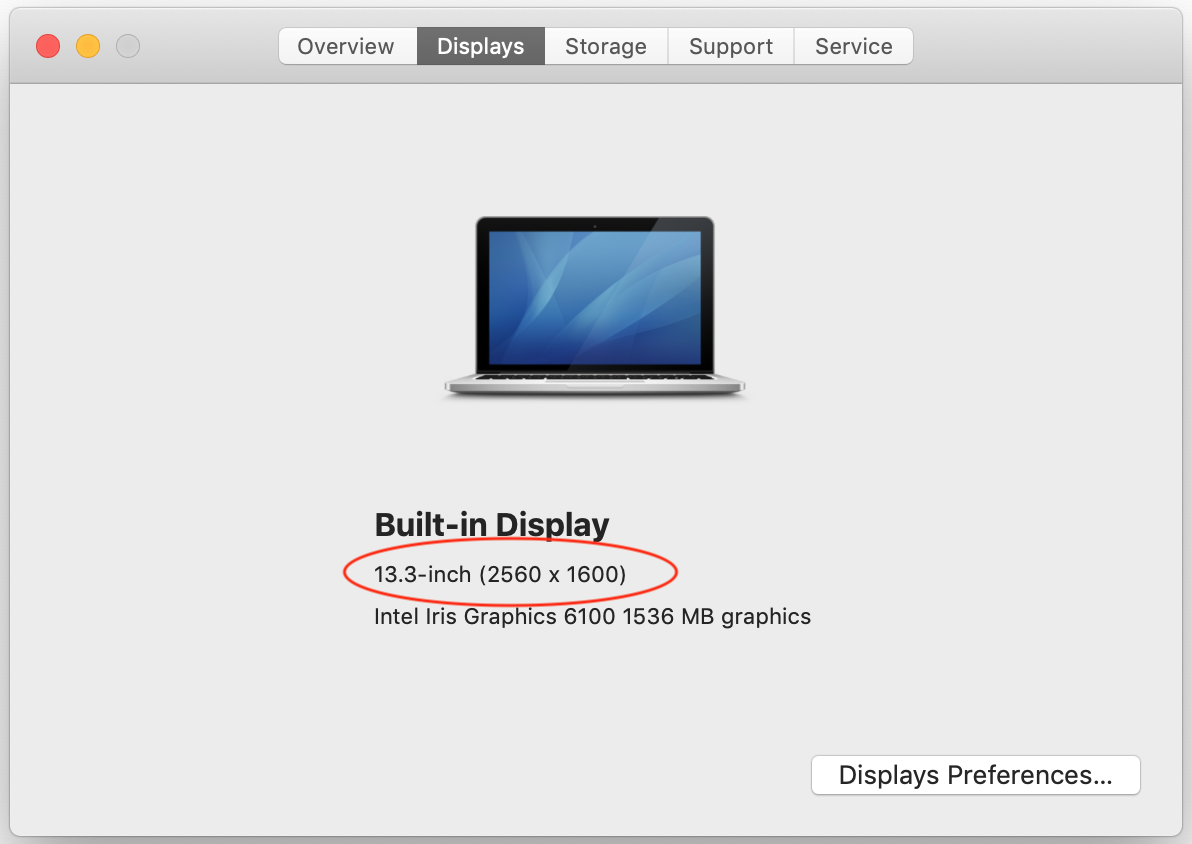 Overview Displays Storage Support Service
Built-in Display
13.3-inch (2560 x 1600)
Intel Iris Graphics 6100 1536 MB graphics
Displays Preferences...